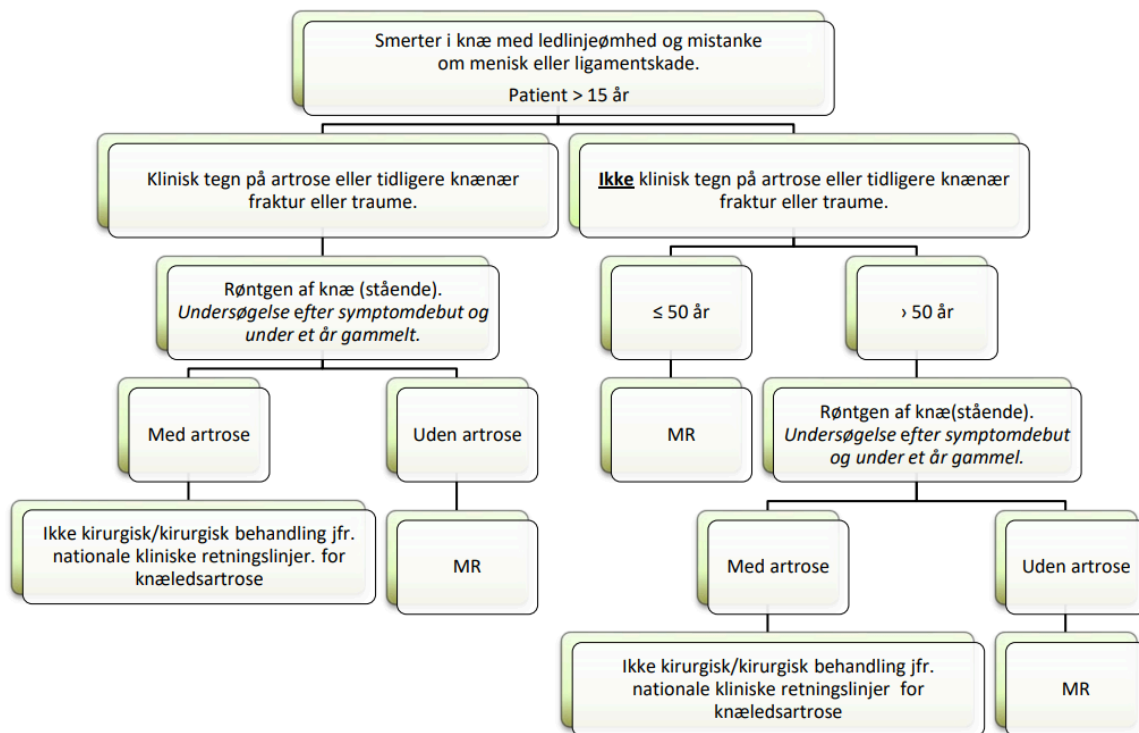 Smerter i knæ med ledlinjeømhed og mistanke
om menisk eller ligamentskade.
Patient > 15 år
Klinisk tegn på artrose eller tidligere knænær
fraktur eller traume.
Ikke klinisk tegn på artrose eller tidligere knænær
fraktur eller traume.
Røntgen af knæ (stående).
Undersøgelse efter symptomdebut og
under et år gammelt.
≤ 50 år
› 50 år
Med artrose
Uden artrose
MR
Røntgen af knæ(stående).
Undersøgelse efter symptomdebut
og under et år gammel.
Ikke kirurgisk/kirurgisk behandling jfr.
nationale kliniske retningslinjer. for
knæledsartrose
MR
Med artrose
Uden artrose
Ikke kirurgisk/kirurgisk behandling jfr.
nationale kliniske retningslinjer for
knæledsartrose
MR